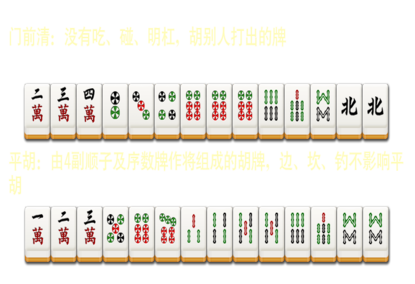 门前清：没有吃、碰、明杠，胡别人打出的牌
二 三 四 北 北
萬 萬 萬
平胡：由4副顺子及序数牌作将组成的胡牌，边、坎、钓不影响平
胡
一 二 三
萬 萬 萬